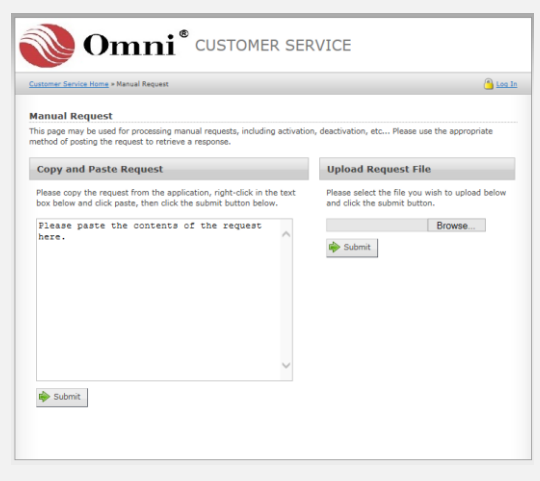 Omni® CUSTOMER SERVICE
Customer Service Home » Manual Request
Log In
Manual Request
This page may be used for processing manual requests, including activation, deactivation, etc... Please use the appropriate
method of posting the request to retrieve a response.
Copy and Paste Request
Please copy the request from the application, right-click in the text
box below and click paste, then click the submit button below.
Please paste the contents of the request
here.
Submit
Upload Request File
Please select the file you wish to upload below
and click the submit button.
Browse...
Submit